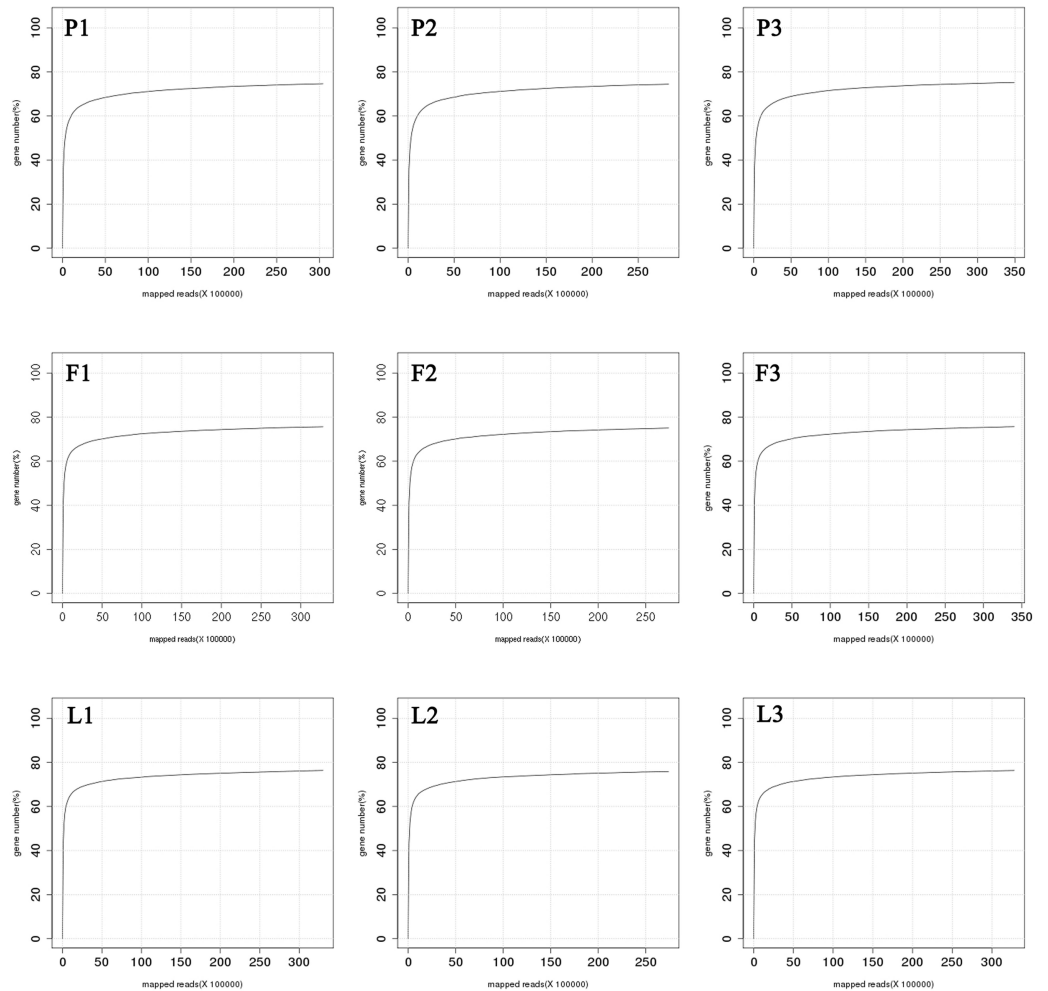 P1
gene number(%)
0 20 40 60 80 100
0 50 100 150 200 250 300
mapped reads(X 100000)
P2
gene number(%)
0 20 40 60 80 100
0 50 100 150 200 250
mapped reads(X 100000)
P3
gene number(%)
0 20 40 60 80 100
0 50 100 150 200 250 300 350
mapped reads(X 100000)
F1
gene number(%)
0 20 40 60 80 100
0 50 100 150 200 250 300
mapped reads(X 100000)
F2
gene number(%)
0 20 40 60 80 100
0 50 100 150 200 250
mapped reads(X 100000)
F3
gene number(%)
0 20 40 60 80 100
0 50 100 150 200 250 300 350
mapped reads(X 100000)
L1
gene number(%)
0 20 40 60 80 100
0 50 100 150 200 250 300
mapped reads(X 100000)
L2
gene number(%)
0 20 40 60 80 100
0 50 100 150 200 250
mapped reads(X 100000)
L3
gene number(%)
0 20 40 60 80 100
0 50 100 150 200 250 300
mapped reads(X 100000)